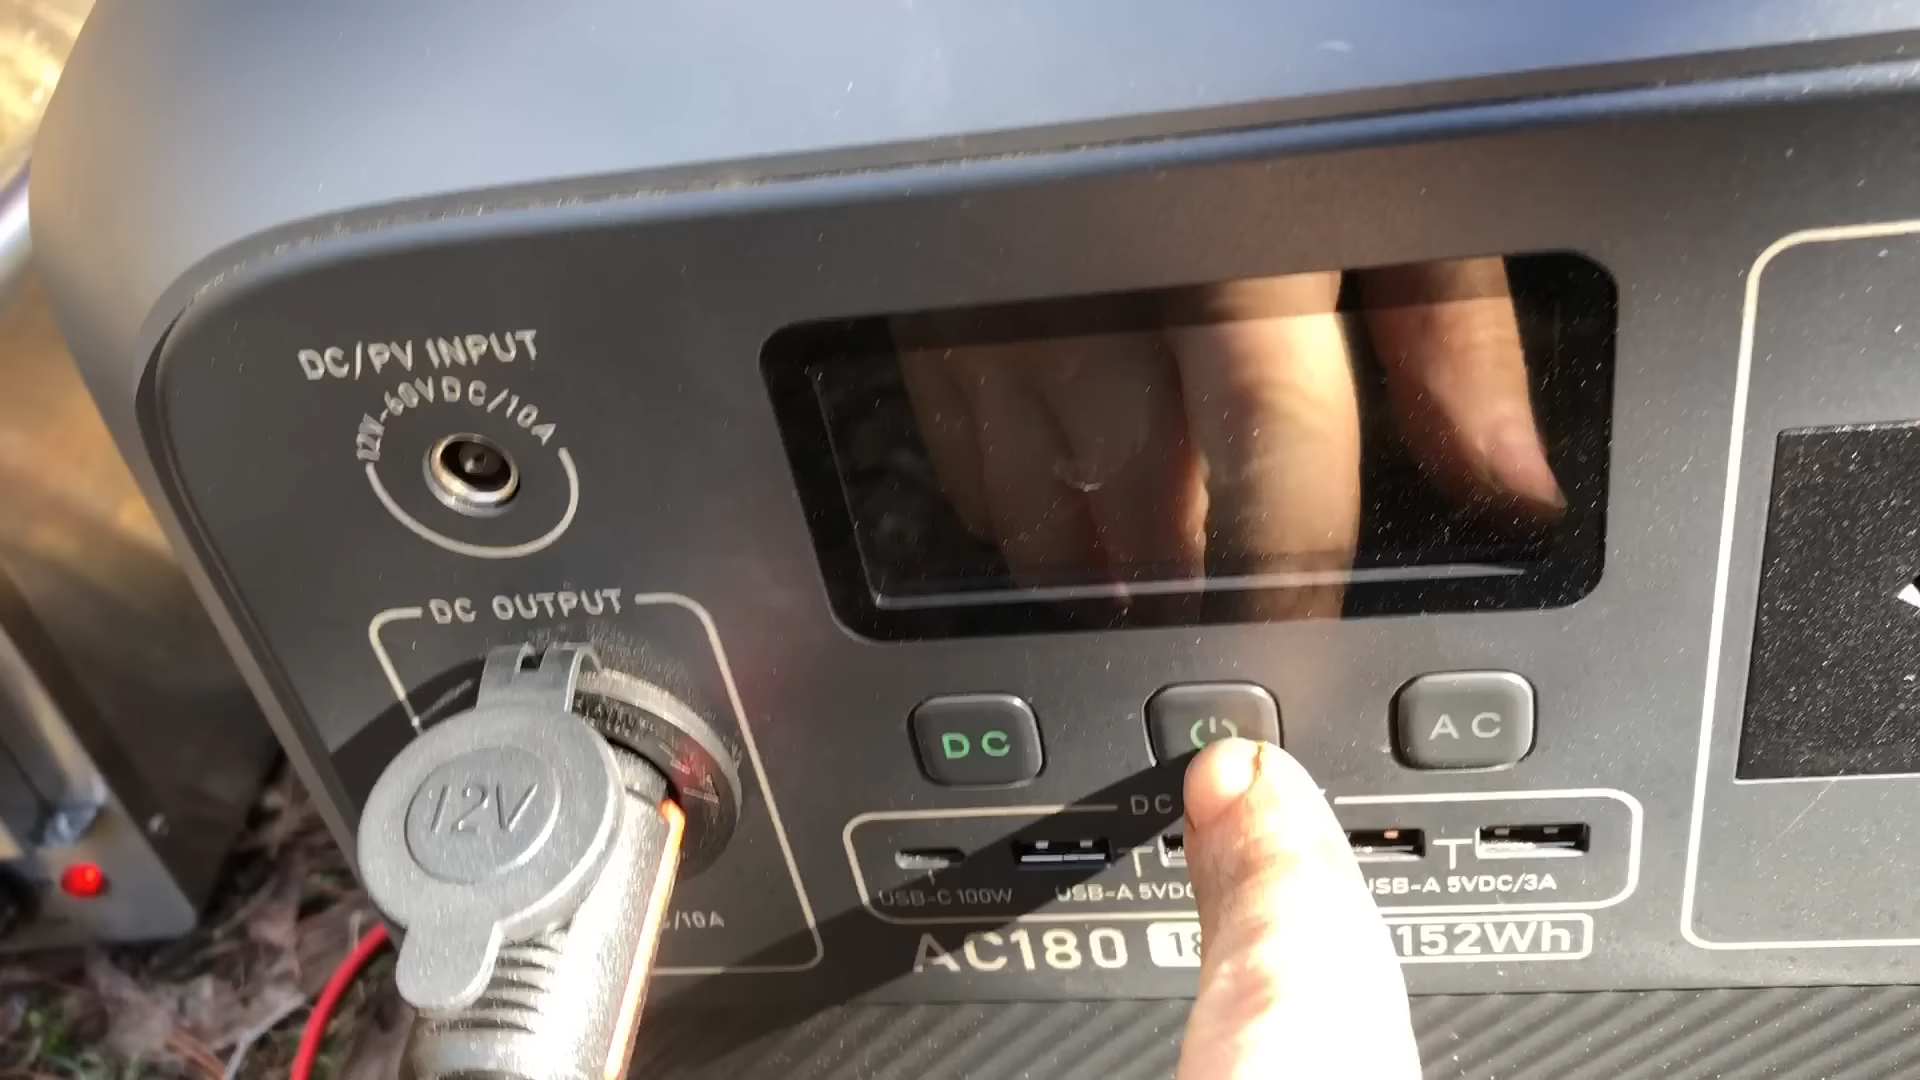 DC/PV INPUT
12V-60VDC/10A
DC OUTPUT
12V
/10A
DC
AC
DC
USB-C 100W
USB-A 5VDC
USB-A 5VDC/3A
AC180
152Wh